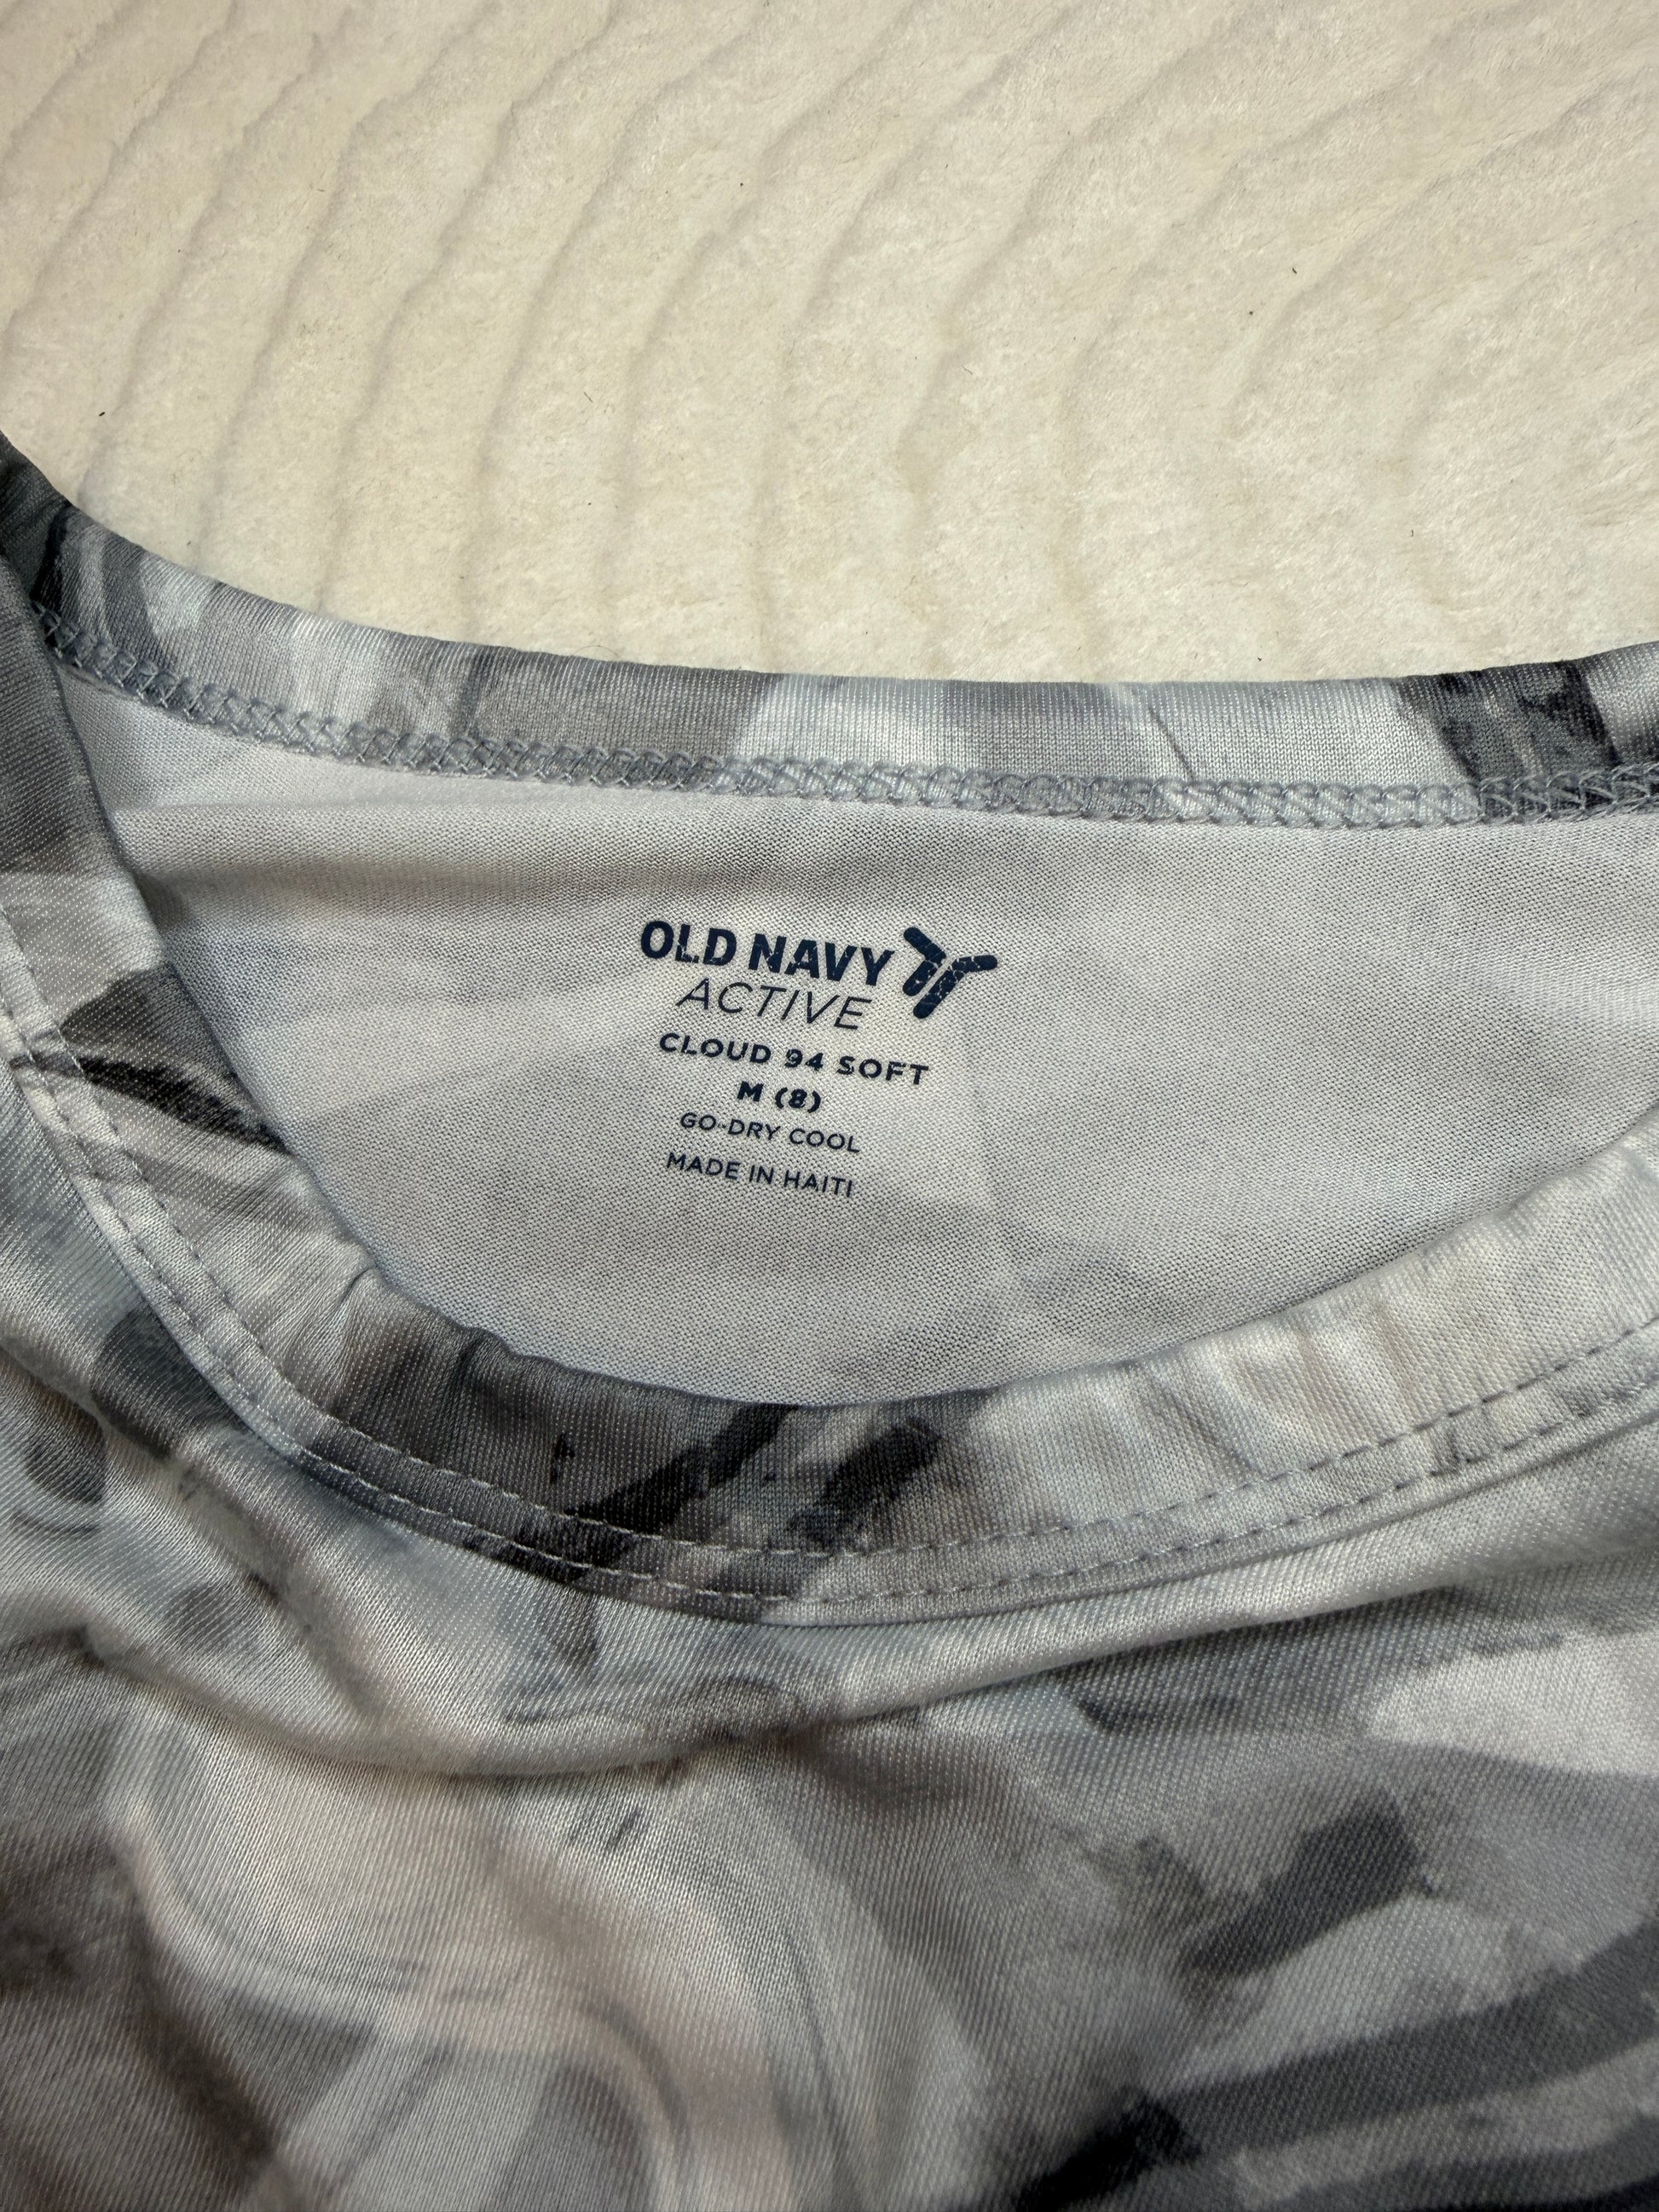 OLD NAVY
ACTIVE
CLOUD 94 SOFT
M (8)
GO-DRY COOL
MADE IN HAITI